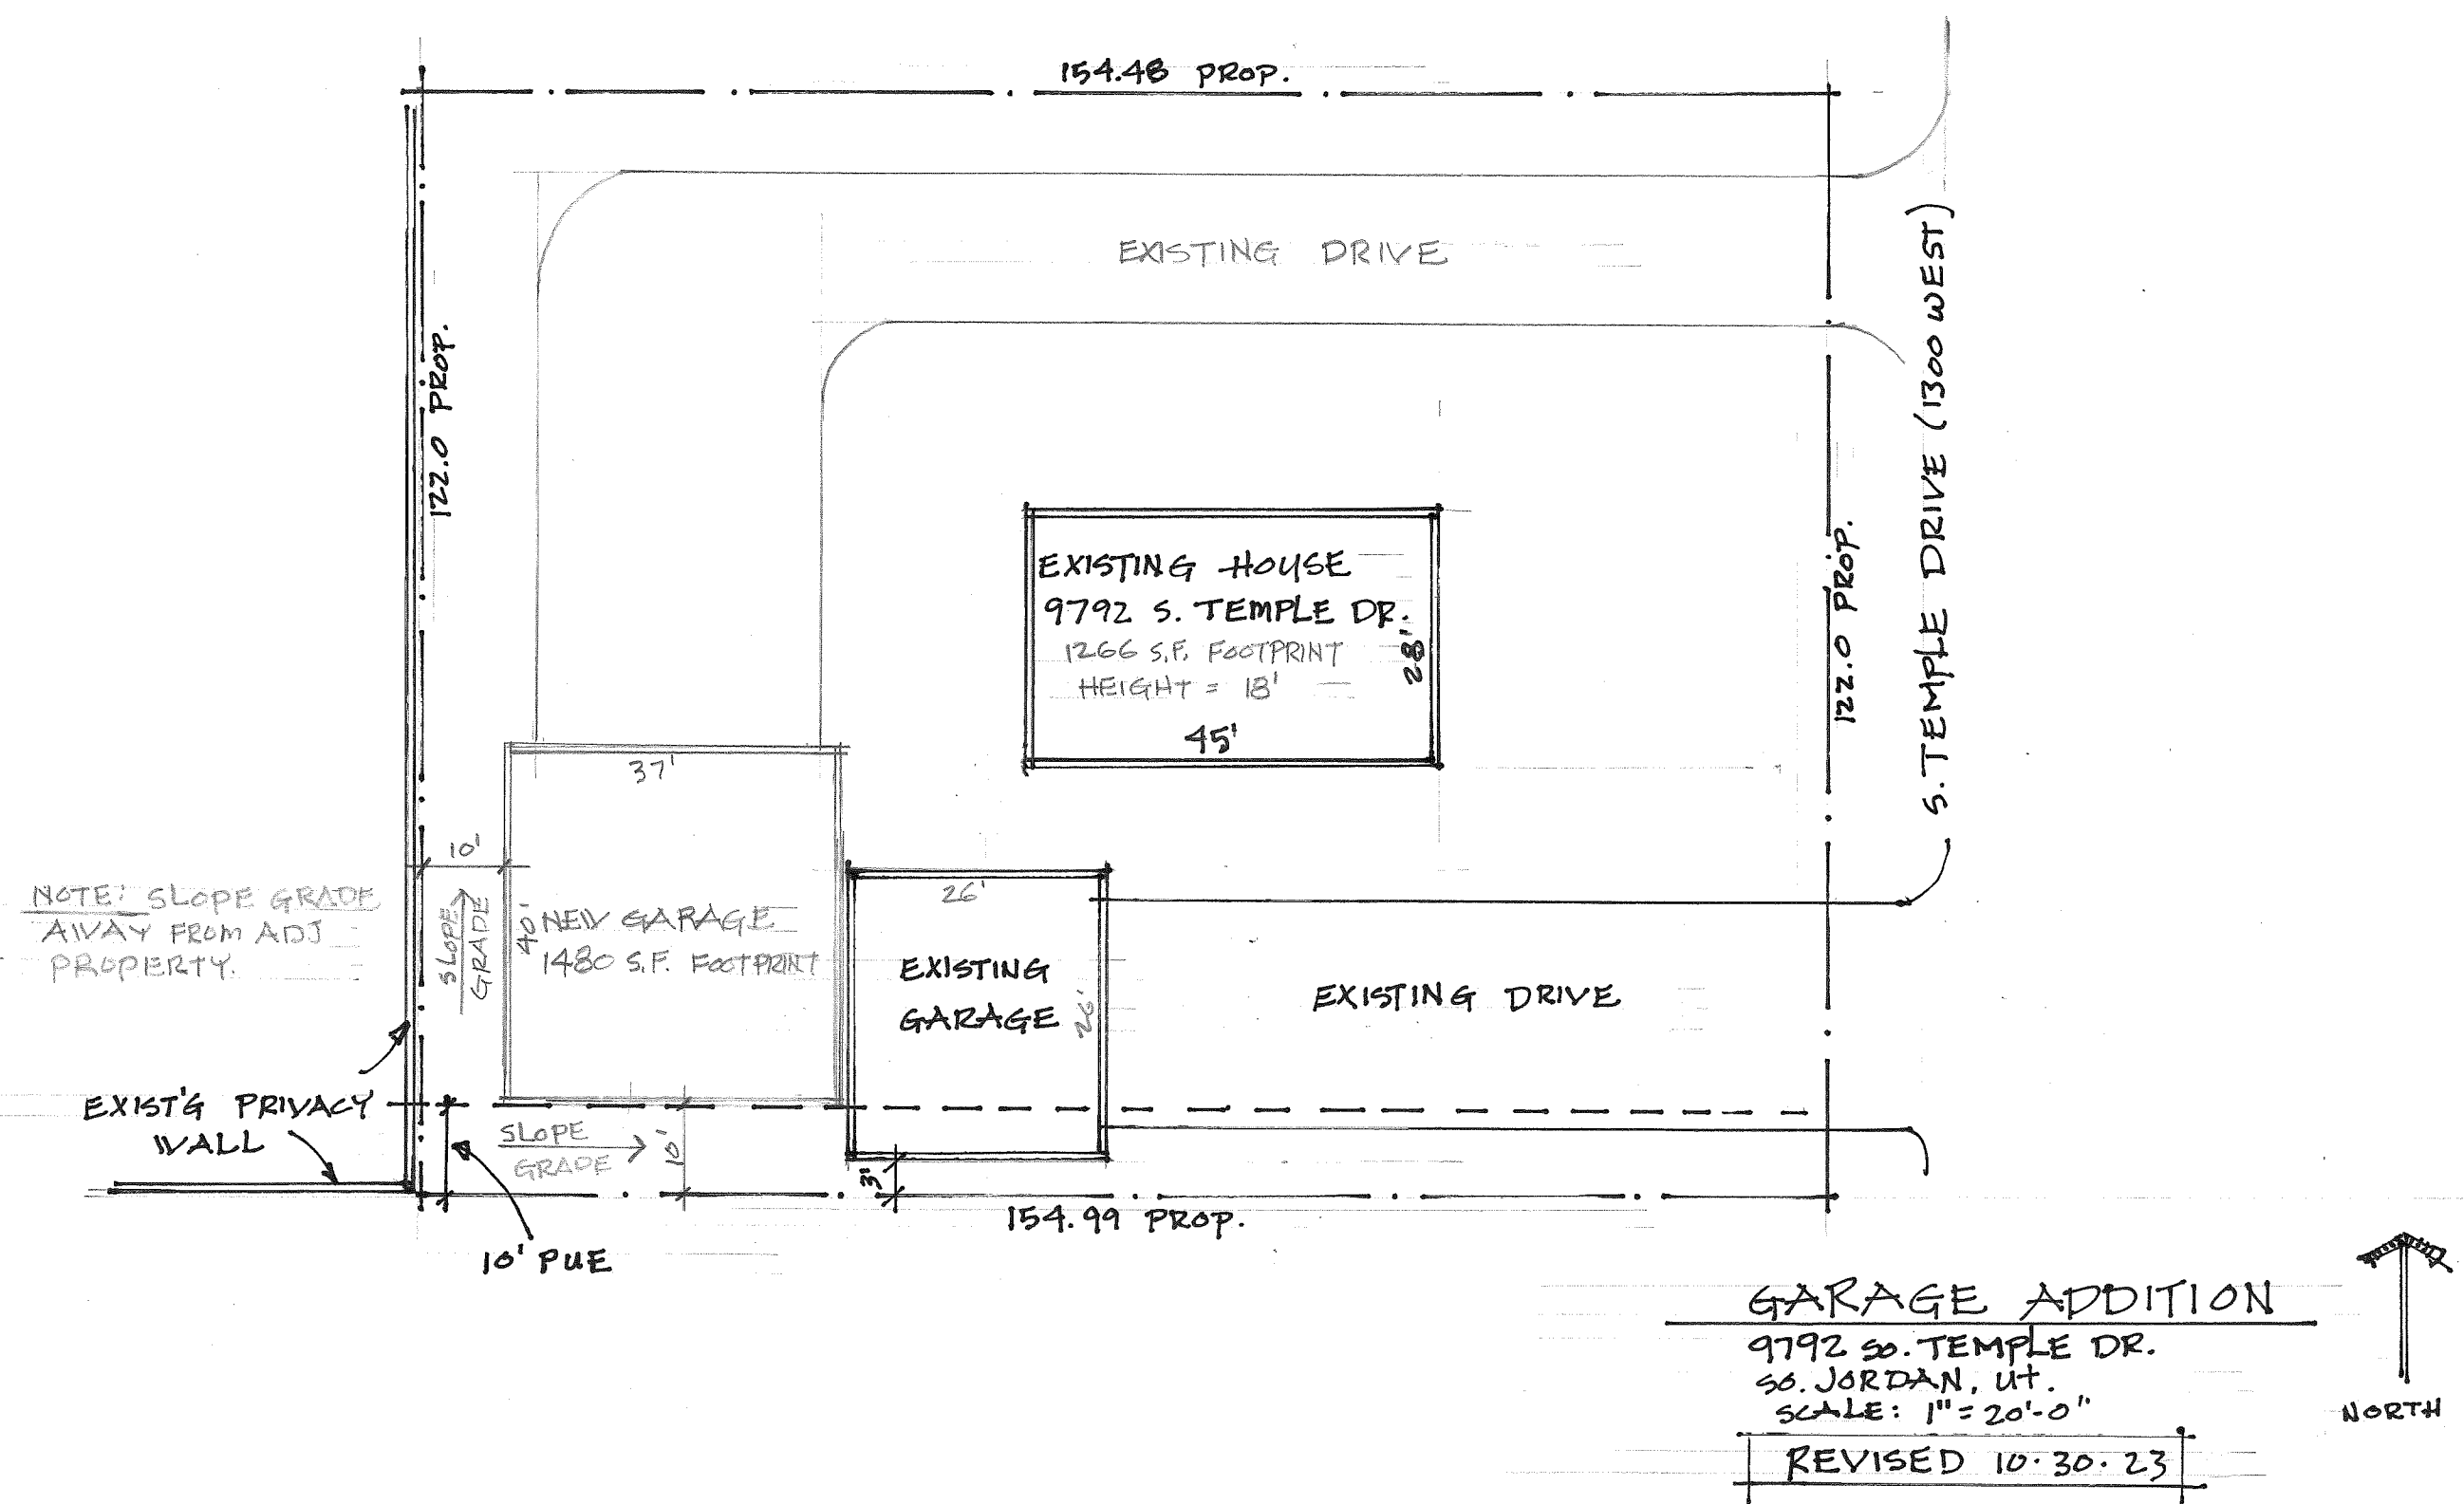 154.48 PROP.
EXISTING DRIVE
122.0 PROP.
S. TEMPLE DRIVE (1300 WEST)
EXISTING HOUSE
9792 S. TEMPLE DR.
1266 S.F. FOOTPRINT
HEIGHT = 18'
28'
45'
122.0 PROP.
37'
10'
NOTE: SLOPE GRADE
AWAY FROM ADJ
PROPERTY.
SLOPE
GRADE
40'
NEW GARAGE
1480 S.F. FOOTPRINT
26'
EXISTING
GARAGE
26'
EXISTING DRIVE
EXIST'G PRIVACY
WALL
SLOPE
GRADE
10'
3'
154.99 PROP.
10' PUE
GARAGE ADDITION
9792 SO. TEMPLE DR.
SO. JORDAN, UT.
SCALE: 1" = 20'-0"
REVISED 10.30.23
NORTH